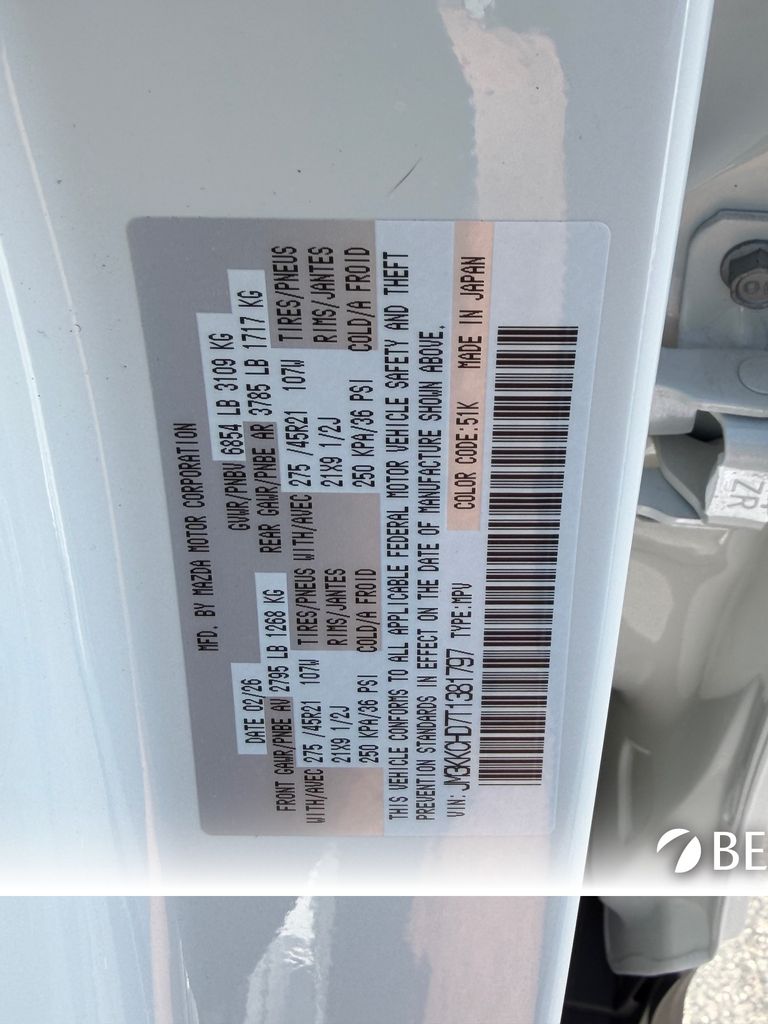 MFD. BY MAZDA MOTOR CORPORATION
DATE 02/26 GVWR/PNBV 6854 LB 3109 KG
FRONT GAWR/PNBE AV 2795 LB 1268 KG REAR GAWR/PNBE AR 3785 LB 1717 KG
WITH/AVEC 275 /45R21 107W TIRES/PNEUS WITH/AVEC 275 /45R21 107W TIRES/PNEUS
21X9 1/2J RIMS/JANTES 21X9 1/2J RIMS/JANTES
250 KPA/36 PSI COLD/A FROID 250 KPA/36 PSI COLD/A FROID
THIS VEHICLE CONFORMS TO ALL APPLICABLE FEDERAL MOTOR VEHICLE SAFETY AND THEFT
PREVENTION STANDARDS IN EFFECT ON THE DATE OF MANUFACTURE SHOWN ABOVE.
VIN: JM3KKCHD7T1381797 TYPE:MPV COLOR CODE:51K MADE IN JAPAN
ZR
BE